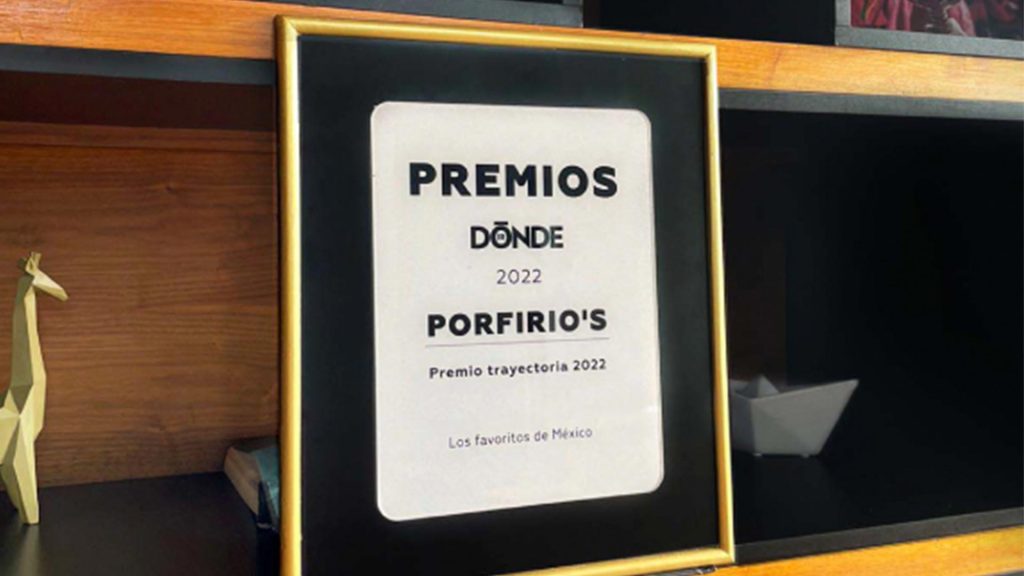 PREMIOS
DÓNDE
2022
PORFIRIO'S
Premio trayectoria 2022
Los favoritos de México